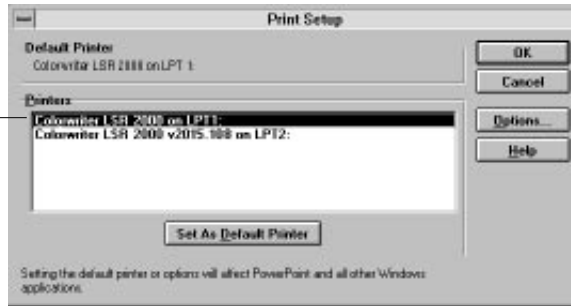 Print Setup
Default Printer
Colorwriter LSR 2000 on LPT 1:
OK
Cancel
Printers
Colorwriter LSR 2000 on LPT1:
Colorwriter LSR 2000 v2015.108 on LPT2:
Options...
Help
Set As Default Printer
Setting the default printer or options will affect PowerPoint and all other Windows
applications.